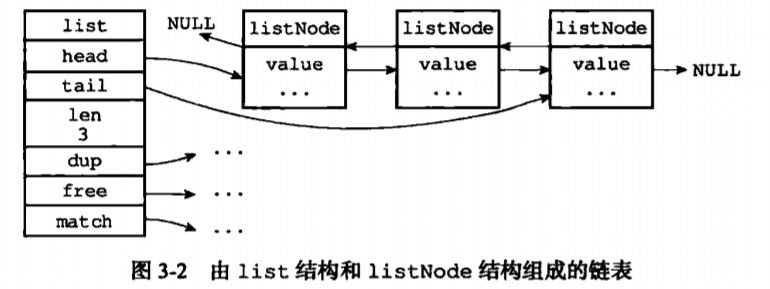 list
head
tail
len
3
dup
free
match
NULL
listNode
value
...
listNode
value
...
listNode
value
...
NULL
...
...
...
图 3-2 由 list 结构和 listNode 结构组成的链表